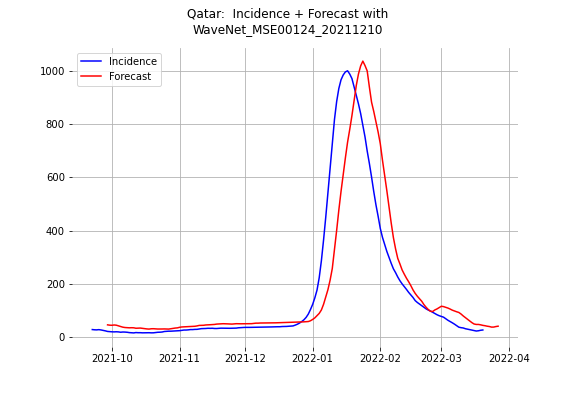 Qatar:  Incidence + Forecast with
WaveNet_MSE00124_20211210
Incidence
Forecast
1000
800
600
400
200
0
2021-10 2021-11 2021-12 2022-01 2022-02 2022-03 2022-04